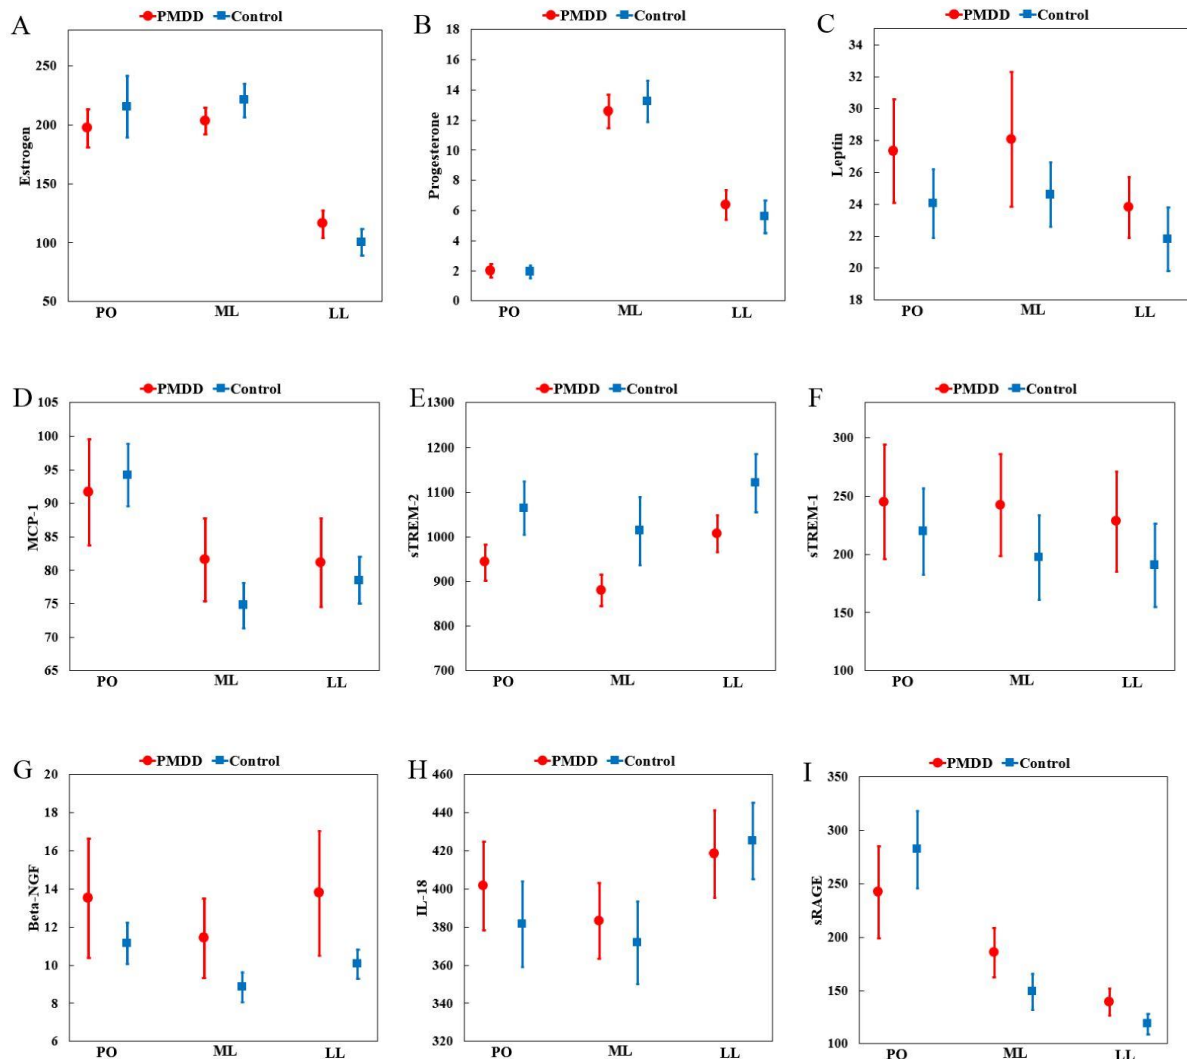 A
PMDD Control
Estrogen
250
200
150
100
50
PO ML LL
B
PMDD Control
Progesterone
18
16
14
12
10
8
6
4
2
0
PO ML LL
C
PMDD Control
Leptin
34
32
30
28
26
24
22
20
18
PO ML LL
D
PMDD Control
MCP-1
105
100
95
90
85
80
75
70
65
PO ML LL
E
PMDD Control
sTREM-2
1300
1200
1100
1000
900
800
700
PO ML LL
F
PMDD Control
sTREM-1
300
250
200
150
100
PO ML LL
G
PMDD Control
Beta-NGF
20
18
16
14
12
10
8
6
PO ML LL
H
PMDD Control
IL-18
460
440
420
400
380
360
340
320
PO ML LL
I
PMDD Control
sRAGE
350
300
250
200
150
100
PO ML LL